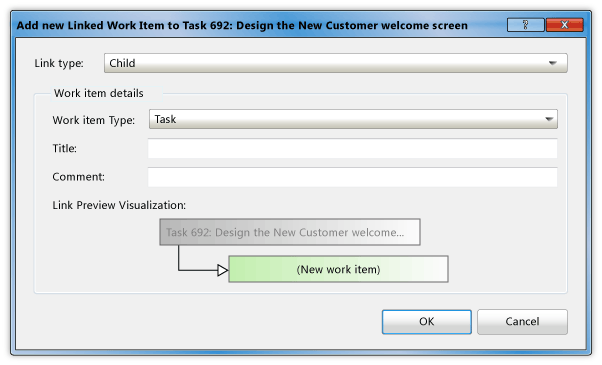 Add new Linked Work Item to Task 692: Design the New Customer welcome screen
? X
Link type: Child
Work item details
Work item Type: Task
Title:
Comment:
Link Preview Visualization:
Task 692: Design the New Customer welcome...
(New work item)
OK Cancel